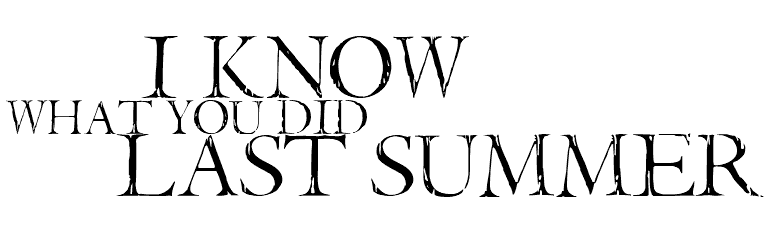 I KNOW
WHAT YOU DID
LAST SUMMER